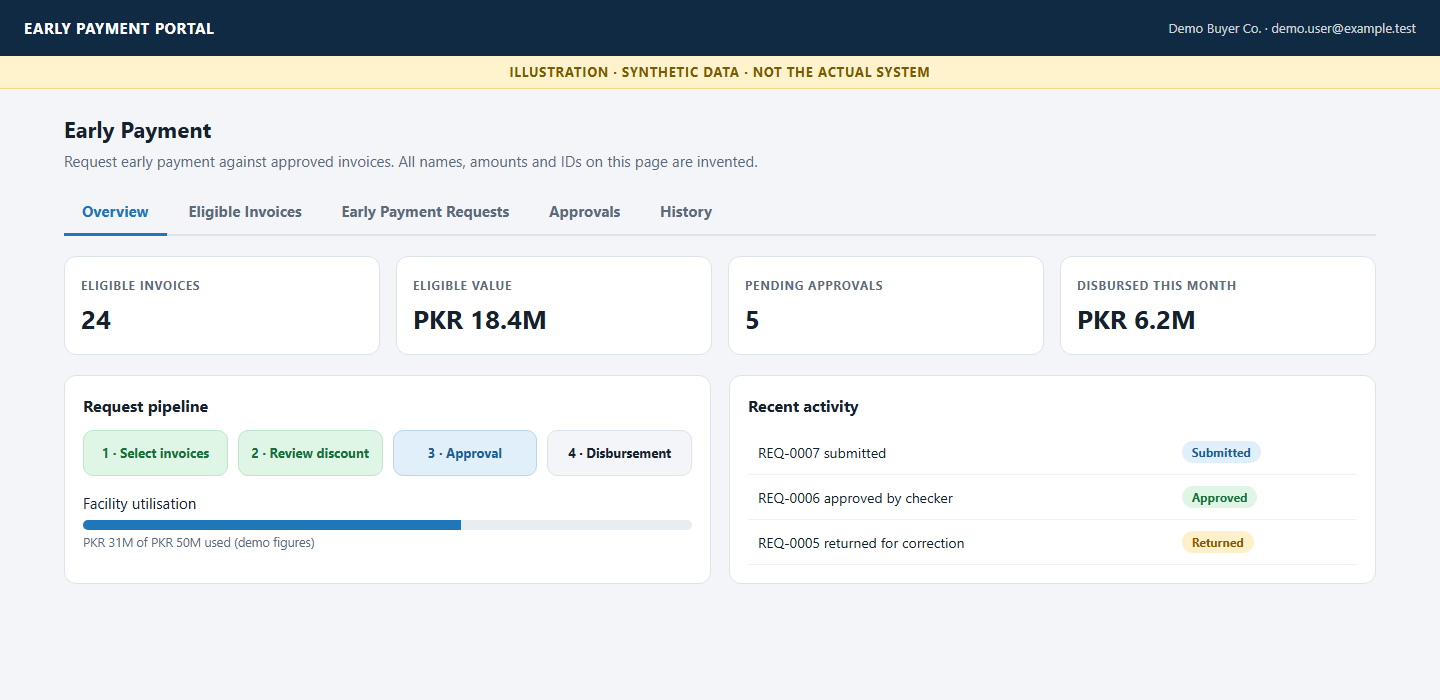 EARLY PAYMENT PORTAL
Demo Buyer Co. · demo.user@example.test
ILLUSTRATION · SYNTHETIC DATA · NOT THE ACTUAL SYSTEM
Early Payment
Request early payment against approved invoices. All names, amounts and IDs on this page are invented.
Overview
Eligible Invoices
Early Payment Requests
Approvals
History
ELIGIBLE INVOICES
24
ELIGIBLE VALUE
PKR 18.4M
PENDING APPROVALS
5
DISBURSED THIS MONTH
PKR 6.2M
Request pipeline
1 · Select invoices
2 · Review discount
3 · Approval
4 · Disbursement
Facility utilisation
PKR 31M of PKR 50M used (demo figures)
Recent activity
REQ-0007 submitted
Submitted
REQ-0006 approved by checker
Approved
REQ-0005 returned for correction
Returned